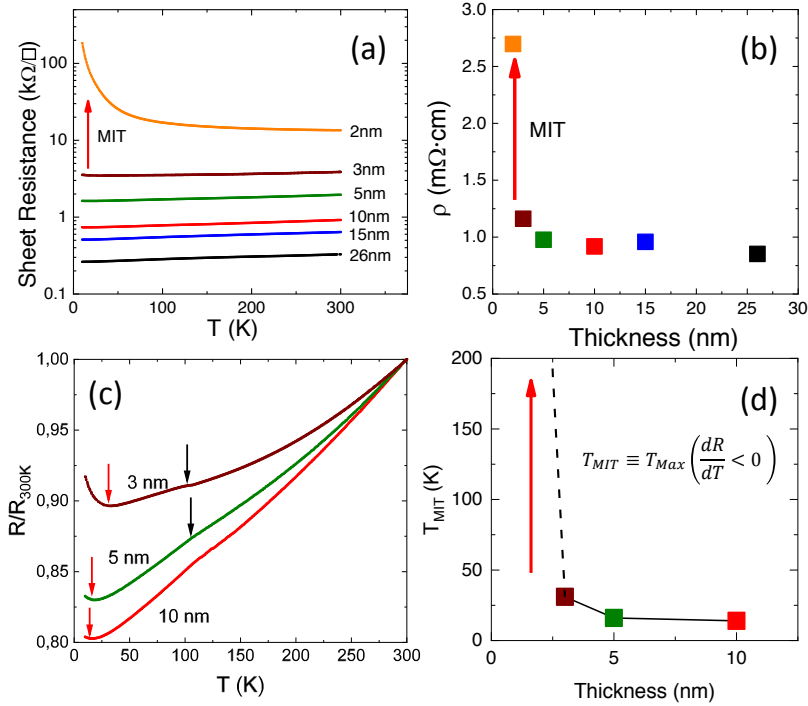 (a)
Sheet Resistance (kΩ/□)
100
10
1
0.1
MIT
2nm
3nm
5nm
10nm
15nm
26nm
0 100 200 300
T (K)
(b)
ρ (mΩ·cm)
3.0
2.5
2.0
1.5
1.0
0.5
MIT
0 5 10 15 20 25 30
Thickness (nm)
(c)
R/R300K
1,00
0,95
0,90
0,85
0,80
3 nm
5 nm
10 nm
0 50 100 150 200 250 300
T (K)
(d)
TMIT (K)
200
150
100
50
0
TMIT ≡ TMax (dR/dT < 0)
0 5 10
Thickness (nm)